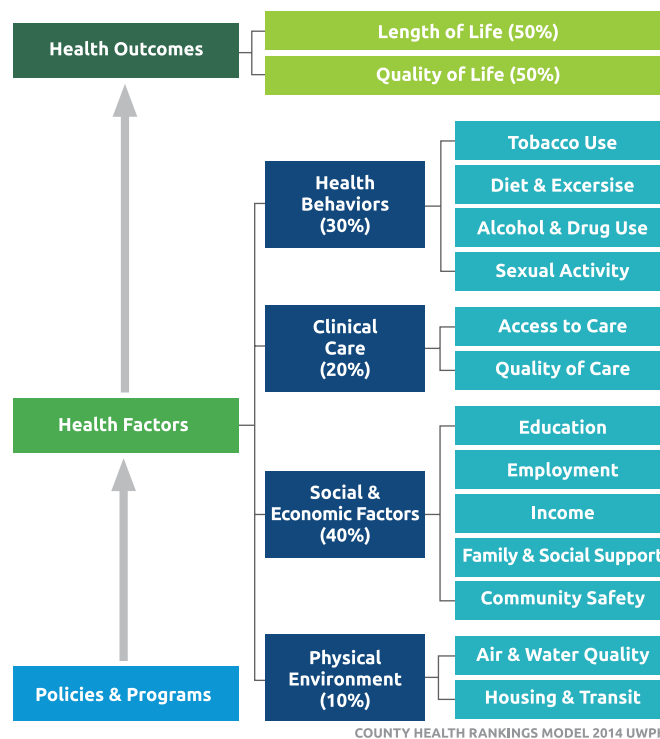 Health Outcomes
Length of Life (50%)
Quality of Life (50%)
Health Factors
Health
Behaviors
(30%)
Tobacco Use
Diet & Excersise
Alcohol & Drug Use
Sexual Activity
Clinical
Care
(20%)
Access to Care
Quality of Care
Social &
Economic Factors
(40%)
Education
Employment
Income
Family & Social Support
Community Safety
Physical
Environment
(10%)
Air & Water Quality
Housing & Transit
Policies & Programs
COUNTY HEALTH RANKINGS MODEL 2014